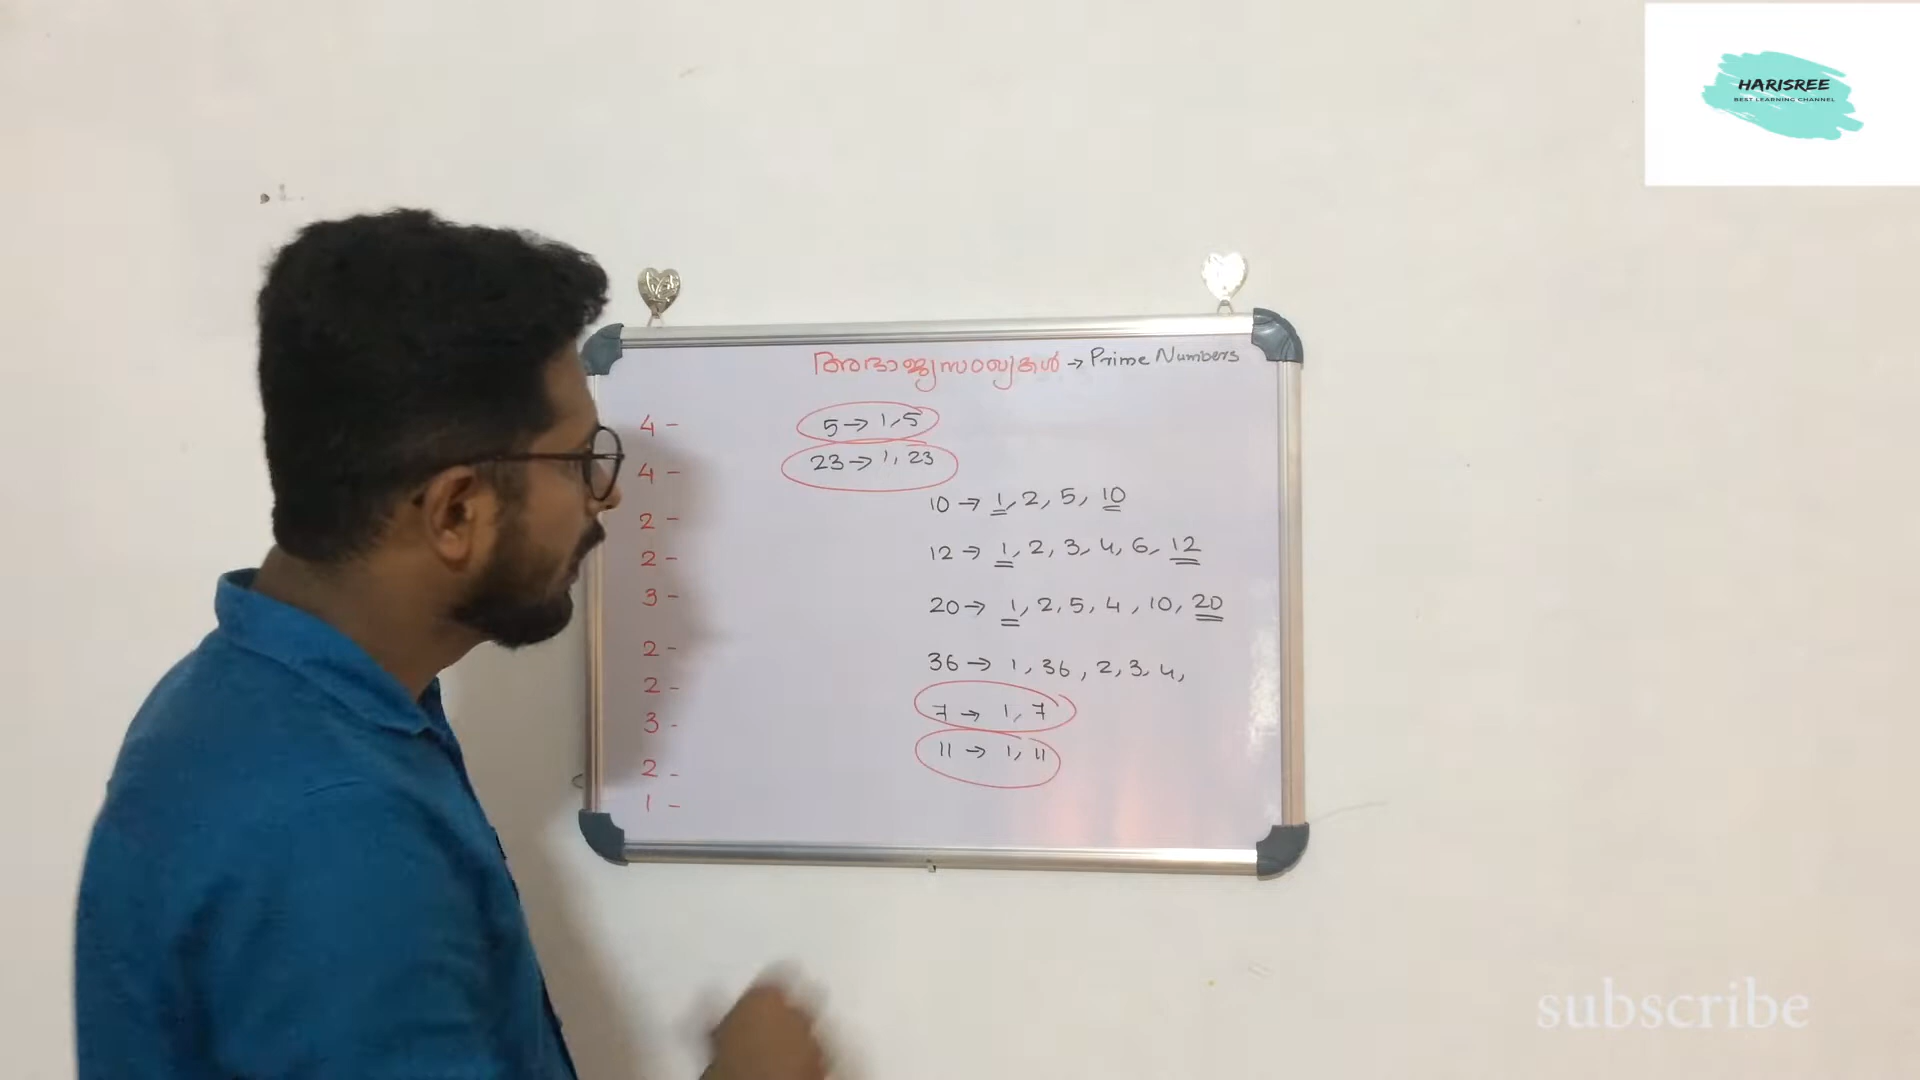 HARISREE
BEST LEARNING CHANNEL
അഭാജ്യസംഖ്യകൾ → Prime Numbers
4 -
4 -
2 -
2 -
3 -
2 -
2 -
3 -
2 -
1 -
5 → 1, 5
23 → 1, 23
10 → 1, 2, 5, 10
12 → 1, 2, 3, 4, 6, 12
20 → 1, 2, 5, 4, 10, 20
36 → 1, 36, 2, 3, 4,
7 → 1, 7
11 → 1, 11
subscribe